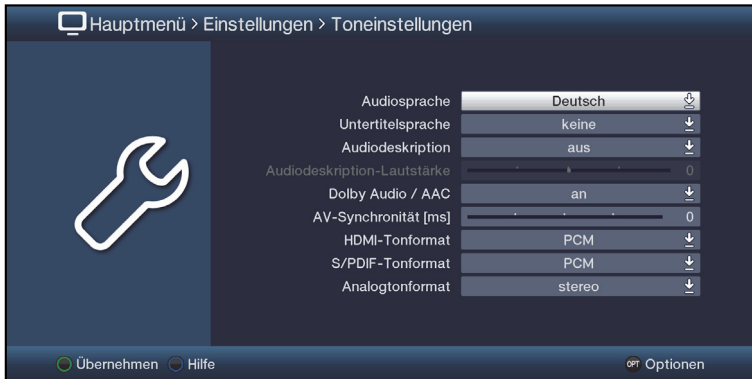 Hauptmenü > Einstellungen > Toneinstellungen
Audiosprache Deutsch
Untertitelsprache keine
Audiodeskription aus
Audiodeskription-Lautstärke 0
Dolby Audio / AAC an
AV-Synchronität [ms] 0
HDMI-Tonformat PCM
S/PDIF-Tonformat PCM
Analogtonformat stereo
Übernehmen Hilfe OPT Optionen